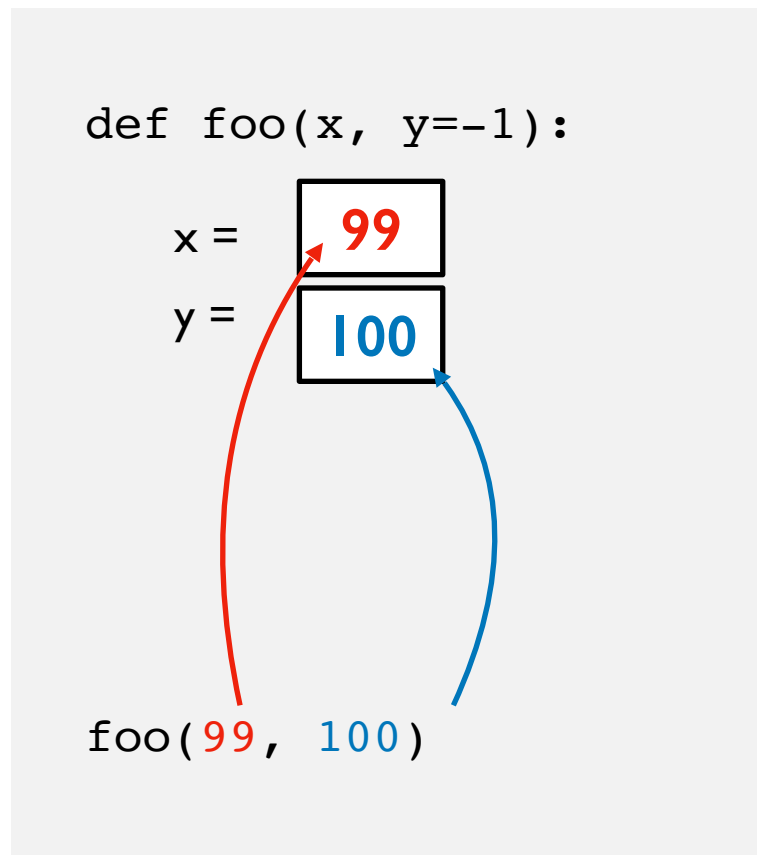 def foo(x, y=-1):
x = 99
y = 100
foo(99, 100)